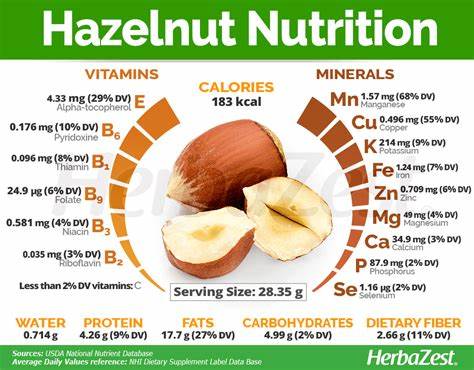 Hazelnut Nutrition
VITAMINS
4.33 mg (29% DV) E
Alpha-tocopherol
0.176 mg (10% DV) B6
Pyridoxine
0.096 mg (8% DV) B1
Thiamin
24.9 µg (6% DV) B9
Folate
0.581 mg (4% DV) B3
Niacin
0.035 mg (3% DV) B2
Riboflavin
Less than 2% DV vitamins: C
CALORIES
183 kcal
MINERALS
Mn 1.57 mg (68% DV)
Manganese
Cu 0.496 mg (55% DV)
Copper
K 214 mg (9% DV)
Potassium
Fe 1.24 mg (7% DV)
Iron
Zn 0.709 mg (6% DV)
Zinc
Mg 49 mg (4% DV)
Magnesium
Ca 34.9 mg (3% DV)
Calcium
P 87.9 mg (2% DV)
Phosphorus
Se 1.16 µg (2% DV)
Selenium
HerbaZest
Serving Size: 28.35 g
WATER
0.714 g
PROTEIN
4.26 g (9% DV)
FATS
17.7 g (27% DV)
CARBOHYDRATES
4.99 g (2% DV)
DIETARY FIBER
2.66 g (11% DV)
Sources: USDA National Nutrient Database
Average Daily Values reference: NHI Dietary Supplement Label Data Base
HerbaZest.